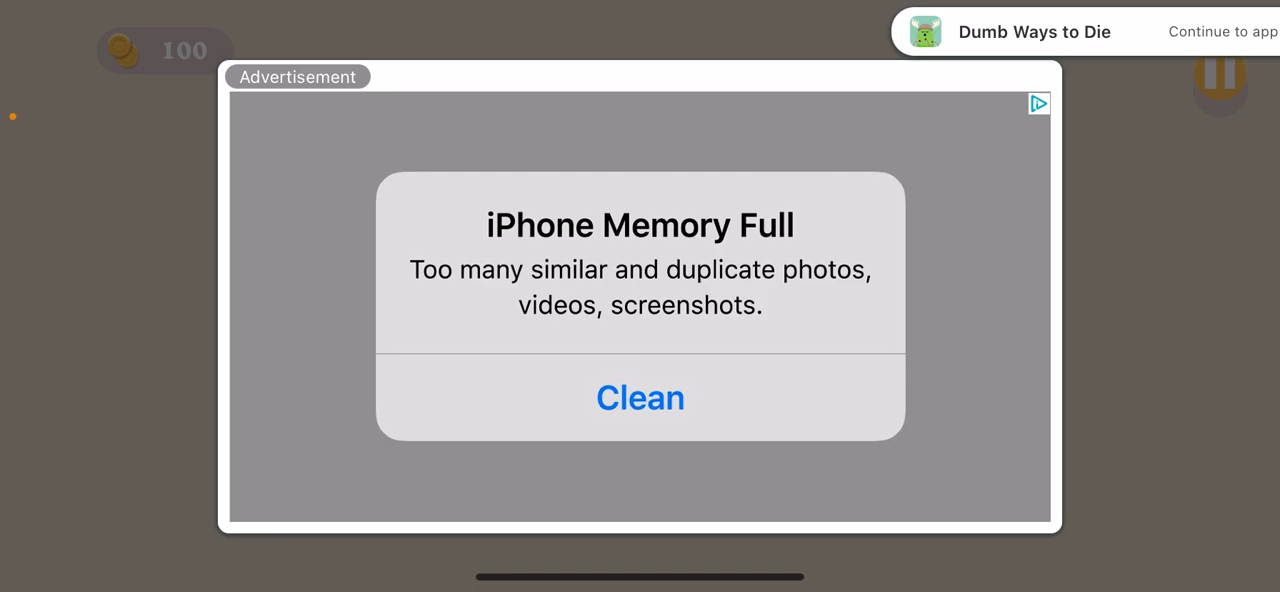 100
Dumb Ways to Die
Continue to app
Advertisement
iPhone Memory Full
Too many similar and duplicate photos,
videos, screenshots.
Clean